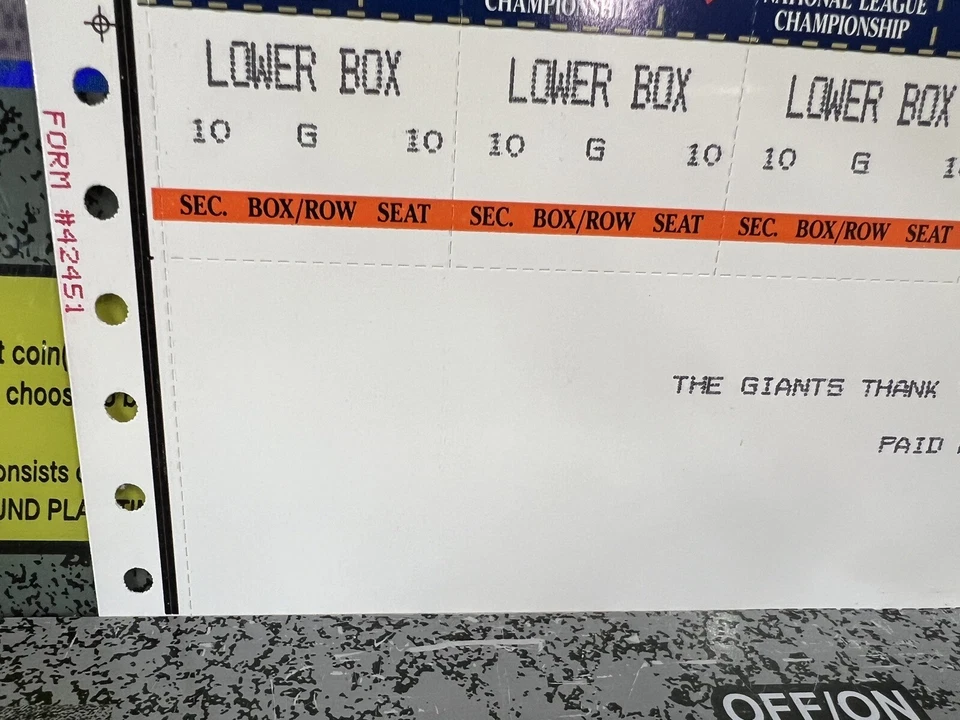 CHAMPIONSHIP
NATIONAL LEAGUE
CHAMPIONSHIP
LOWER BOX LOWER BOX LOWER BOX
10 G 10 10 G 10 10 G
SEC. BOX/ROW SEAT SEC. BOX/ROW SEAT SEC. BOX/ROW SEAT
FORM #42451
THE GIANTS THANK
PAID
t coin
choos
onsists
UND PLA
OFF/ON